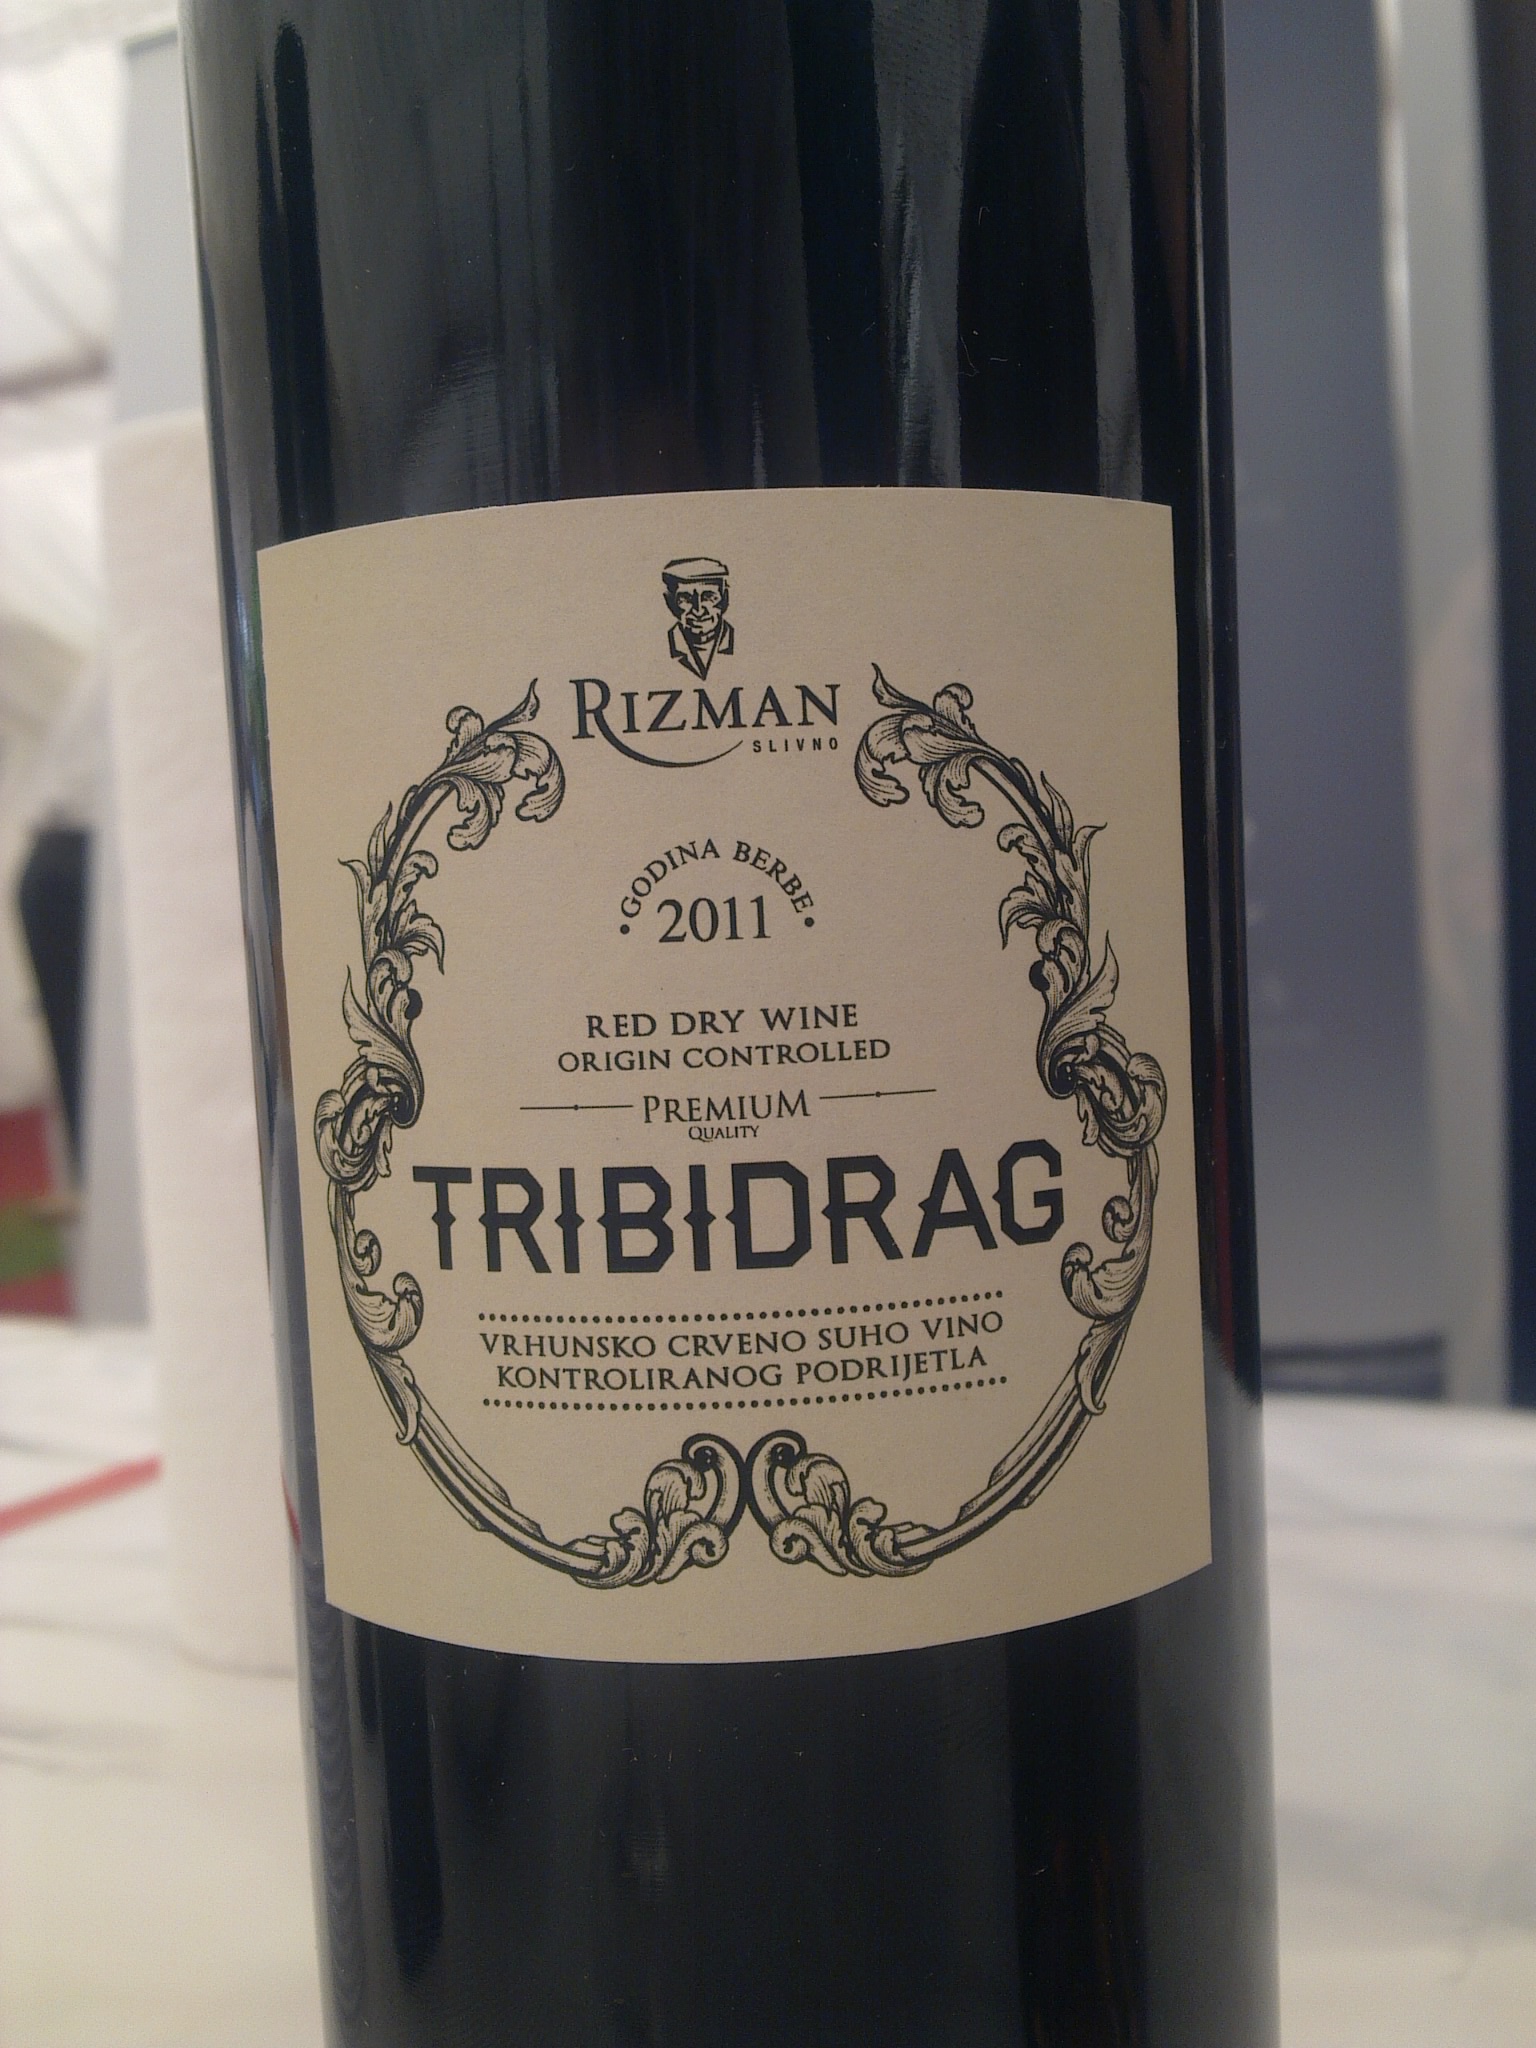 RIZMAN
SLIVNO
•GODINA BERBE•
2011
RED DRY WINE
ORIGIN CONTROLLED
PREMIUM
QUALITY
TRIBIDRAG
VRHUNSKO CRVENO SUHO VINO
KONTROLIRANOG PODRIJETLA